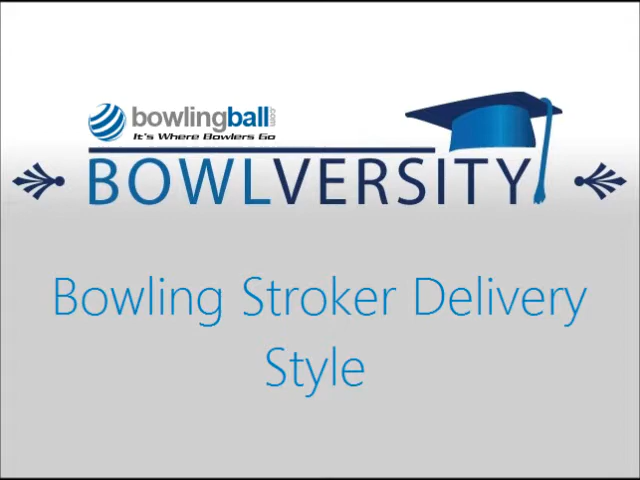 bowlingball.com
It's Where Bowlers Go
BOWLVERSITY
Bowling Stroker Delivery
Style